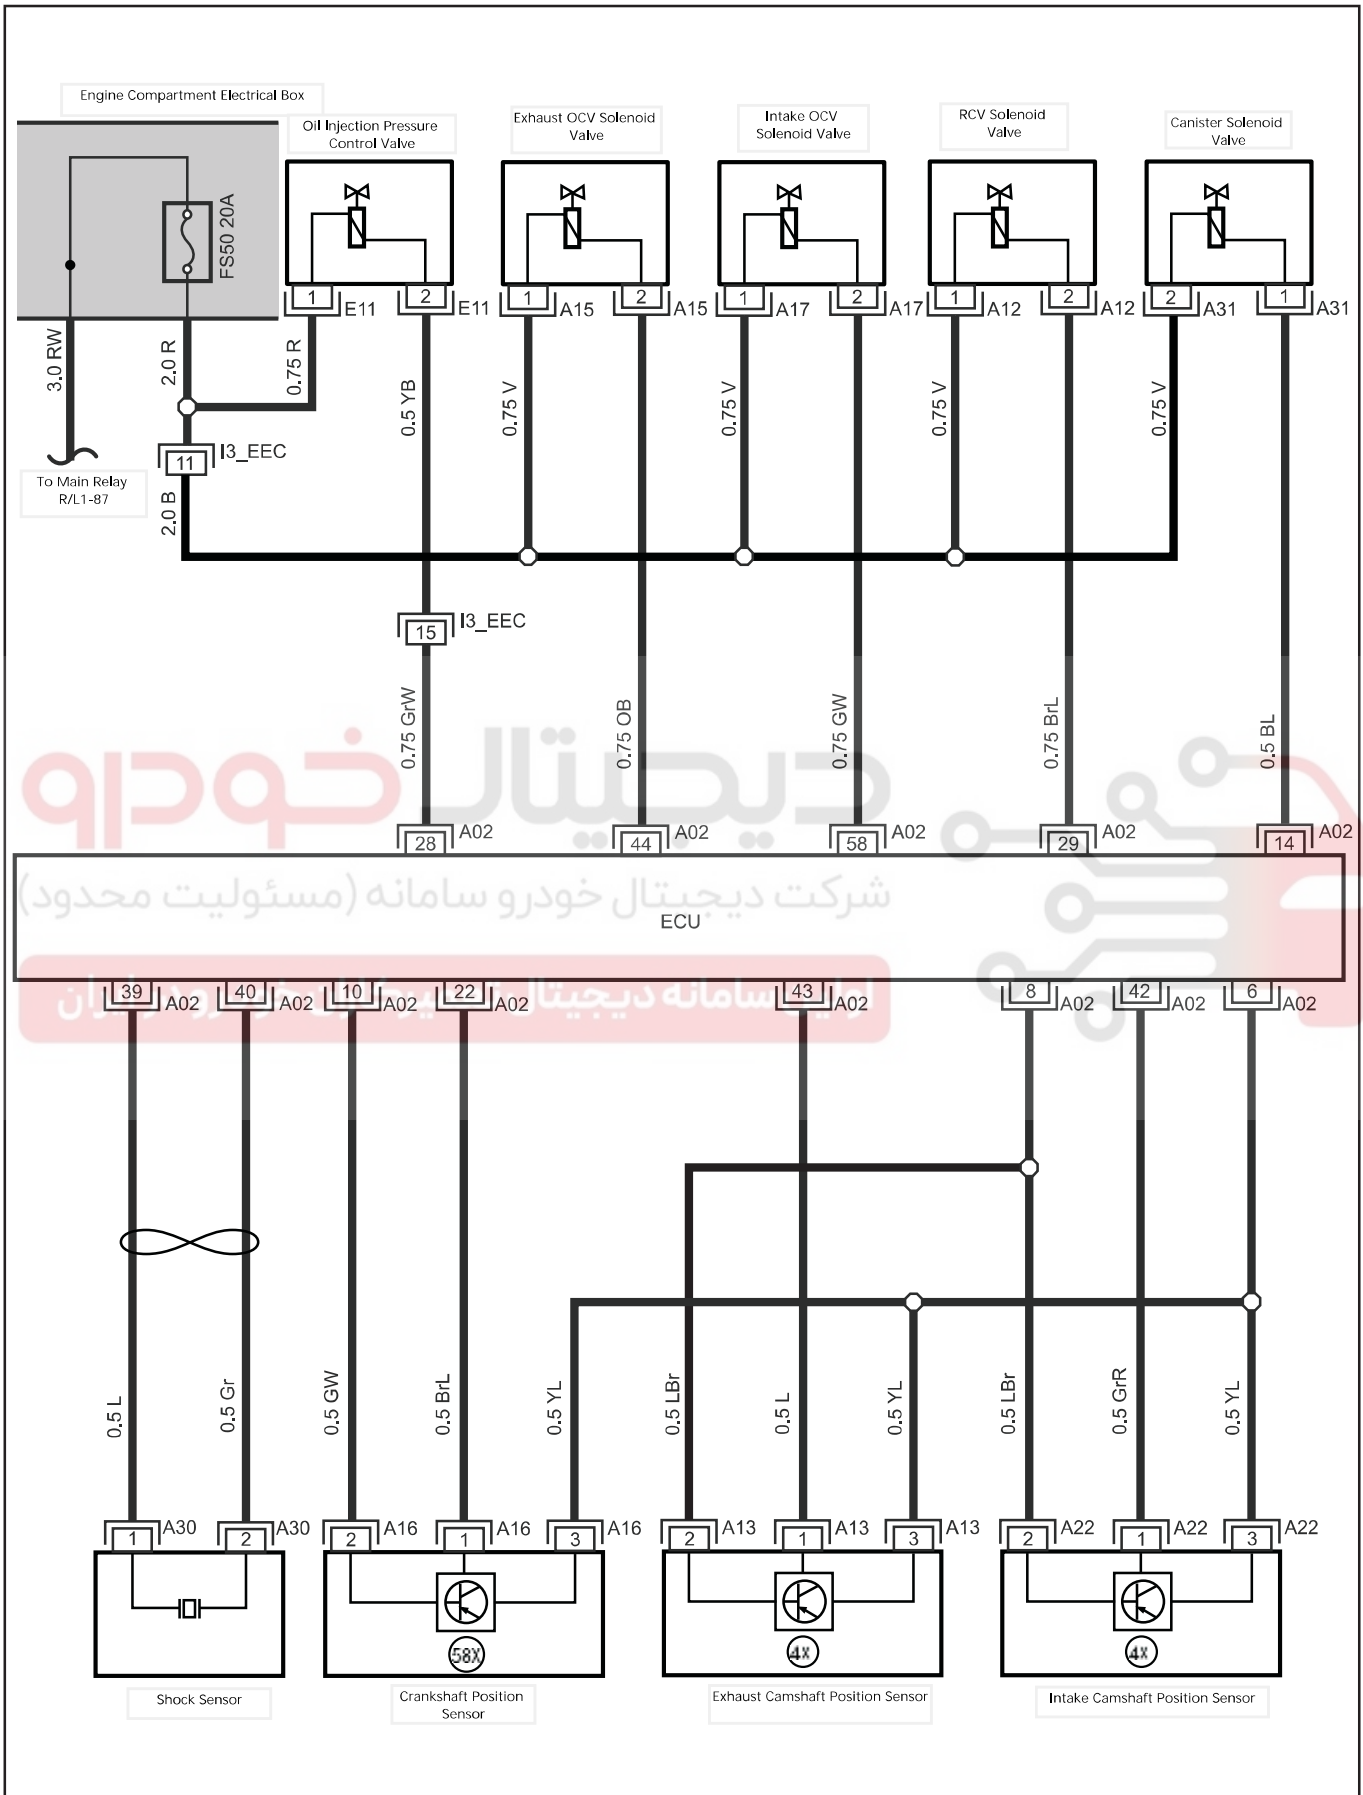 Engine Compartment Electrical Box
Oil Injection Pressure
Control Valve
Exhaust OCV Solenoid
Valve
Intake OCV
Solenoid Valve
RCV Solenoid
Valve
Canister Solenoid
Valve
FS50 20A
1 E11
2 E11
1 A15
2 A15
1 A17
2 A17
1 A12
2 A12
2 A31
1 A31
3.0 RW
2.0 R
0.75 R
0.5 YB
0.75 V
0.75 V
0.75 V
0.75 V
11 I3_EEC
To Main Relay
R/L1-87
2.0 B
15 I3_EEC
0.75 GrW
0.75 OB
0.75 GW
0.75 BrL
0.5 BL
دیجیتال خودرو
28 A02
44 A02
58 A02
29 A02
14 A02
شرکت دیجیتال خودرو سامانه (مسئولیت محدود)
ECU
اولین سامانه دیجیتال تعمیرکاران خودرو در ایران
39 A02
40 A02
10 A02
22 A02
43 A02
8 A02
42 A02
6 A02
0.5 L
0.5 Gr
0.5 GW
0.5 BrL
0.5 YL
0.5 LBr
0.5 L
0.5 YL
0.5 LBr
0.5 GrR
0.5 YL
1 A30
2 A30
2 A16
1 A16
3 A16
2 A13
1 A13
3 A13
2 A22
1 A22
3 A22
58X
4X
4X
Shock Sensor
Crankshaft Position
Sensor
Exhaust Camshaft Position Sensor
Intake Camshaft Position Sensor